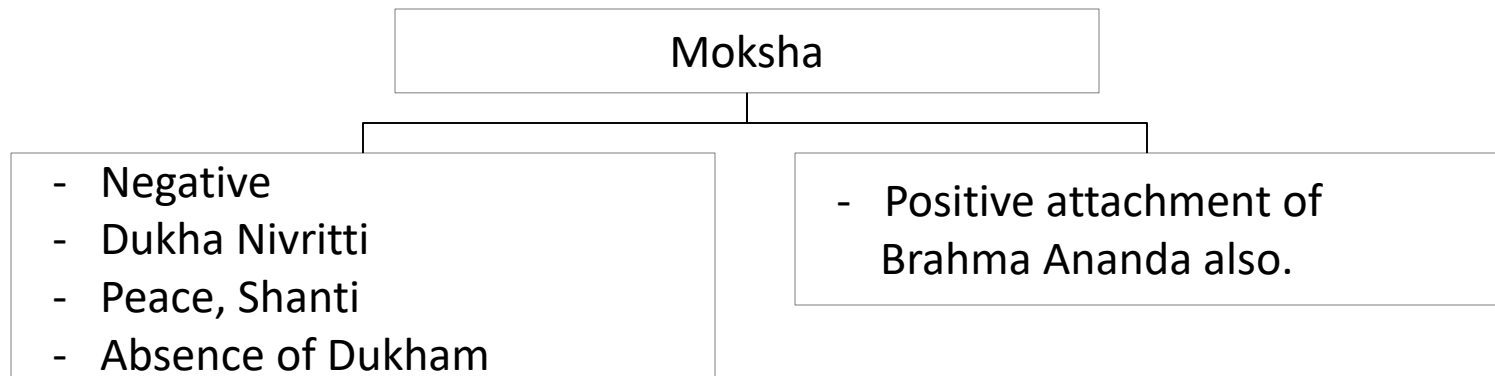 Moksha
- Negative
- Dukha Nivritti
- Peace, Shanti
- Absence of Dukham
- Positive attachment of
Brahma Ananda also.